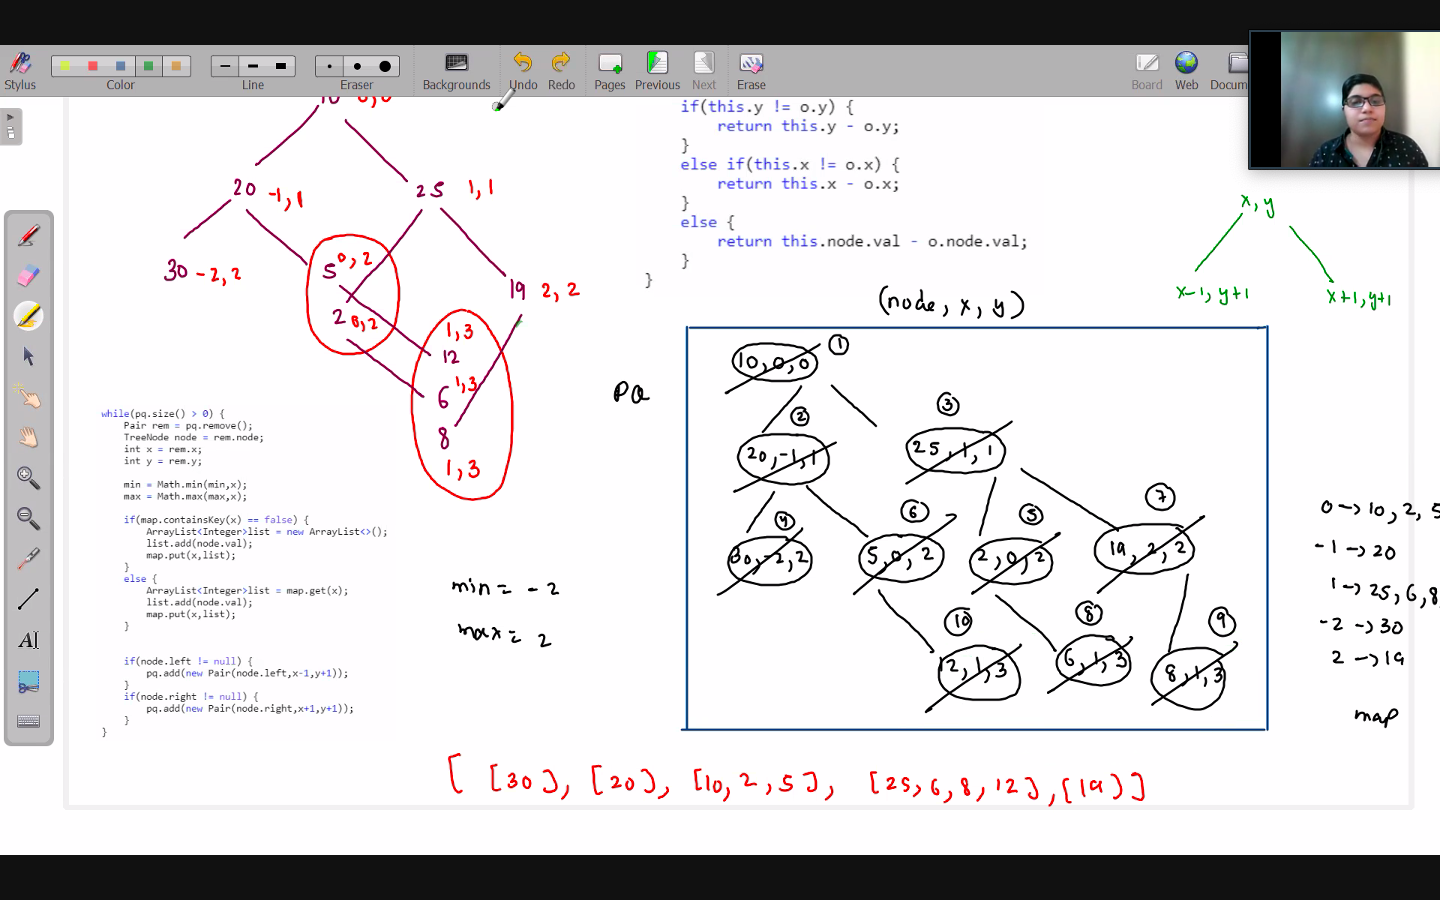 Stylus
Color
Line
Eraser
Backgrounds
Undo
Redo
Pages
Previous
Next
Erase
Board
Web
Docum
20 -1, 1
25 1, 1
30 -2, 2
5 0, 2
2 0, 2
19 2, 2
1, 3
12
6 1, 3
8
1, 3
if(this.y != o.y) {
return this.y - o.y;
}
else if(this.x != o.x) {
return this.x - o.x;
}
else {
return this.node.val - o.node.val;
}
}
x, y
x-1, y+1
x+1, y+1
(node, x, y)
PQ
10, 0, 0 1
2
20, -1, 1
3
25, 1, 1
4
30, -2, 2
6
5, 0, 2
5
2, 0, 2
7
19, 2, 2
10
12, 1, 3
8
6, 1, 3
9
8, 1, 3
while(pq.size() > 0) {
Pair rem = pq.remove();
TreeNode node = rem.node;
int x = rem.x;
int y = rem.y;
min = Math.min(min,x);
max = Math.max(max,x);
if(map.containsKey(x) == false) {
ArrayList<Integer>list = new ArrayList<>();
list.add(node.val);
map.put(x,list);
}
else {
ArrayList<Integer>list = map.get(x);
list.add(node.val);
map.put(x,list);
}
if(node.left != null) {
pq.add(new Pair(node.left,x-1,y+1));
}
if(node.right != null) {
pq.add(new Pair(node.right,x+1,y+1));
}
}
min = -2
max = 2
0 → 10, 2, 5
-1 → 20
1 → 25, 6, 8,
-2 → 30
2 → 19
map
[ [30], [20], [10, 2, 5], [25, 6, 8, 12], [19] ]